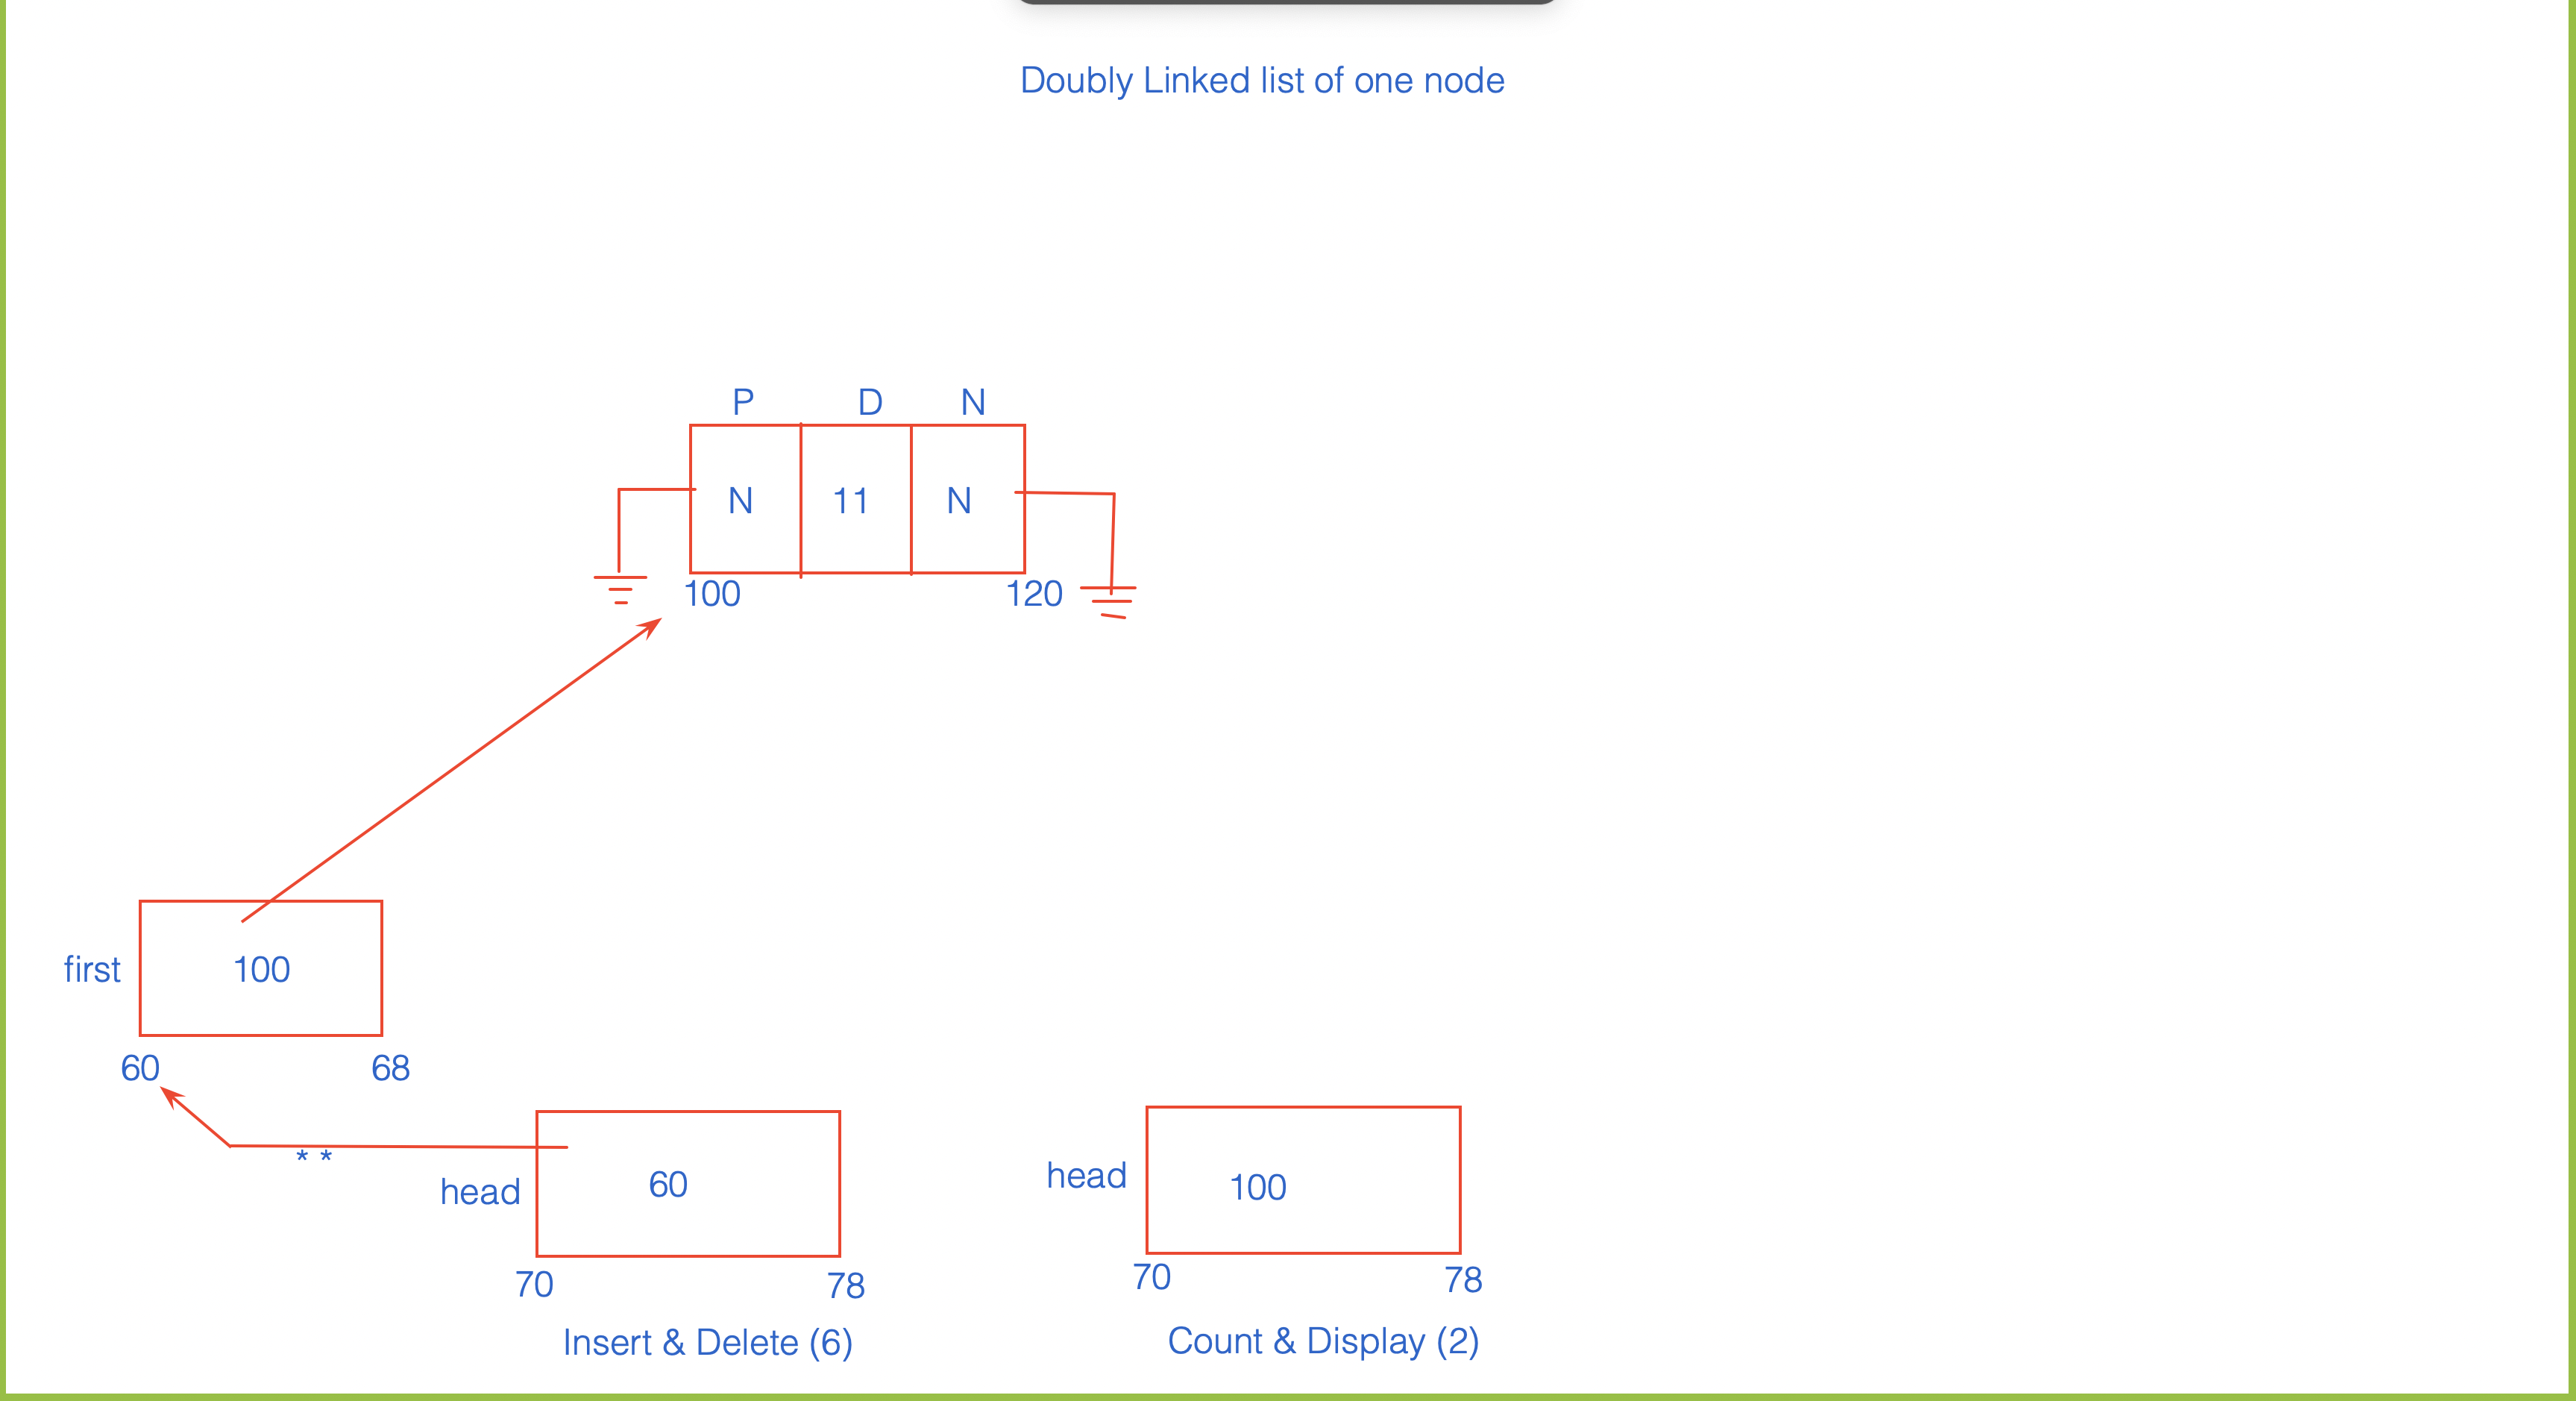 Doubly Linked list of one node
P D N
N 11 N
100 120
first 100
60 68
* *
head 60
head 100
70 78
70 78
Insert & Delete (6)
Count & Display (2)